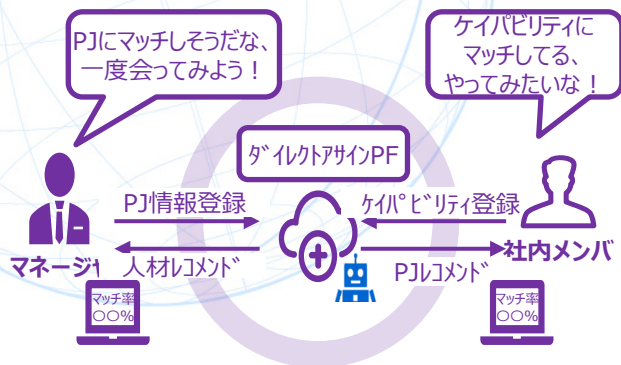 PJにマッチしそうだな、
一度会ってみよう！
ケイパビリティに
マッチしてる、
やってみたいな！
ﾀﾞｲﾚｸﾄアサインPF
PJ情報登録
ｹｲﾊﾟﾋﾞﾘﾃｨ登録
マネージャ
人材ﾚｺﾒﾝﾄﾞ
PJﾚｺﾒﾝﾄﾞ
社内メンバ
マッチ率
〇〇%
マッチ率
〇〇%